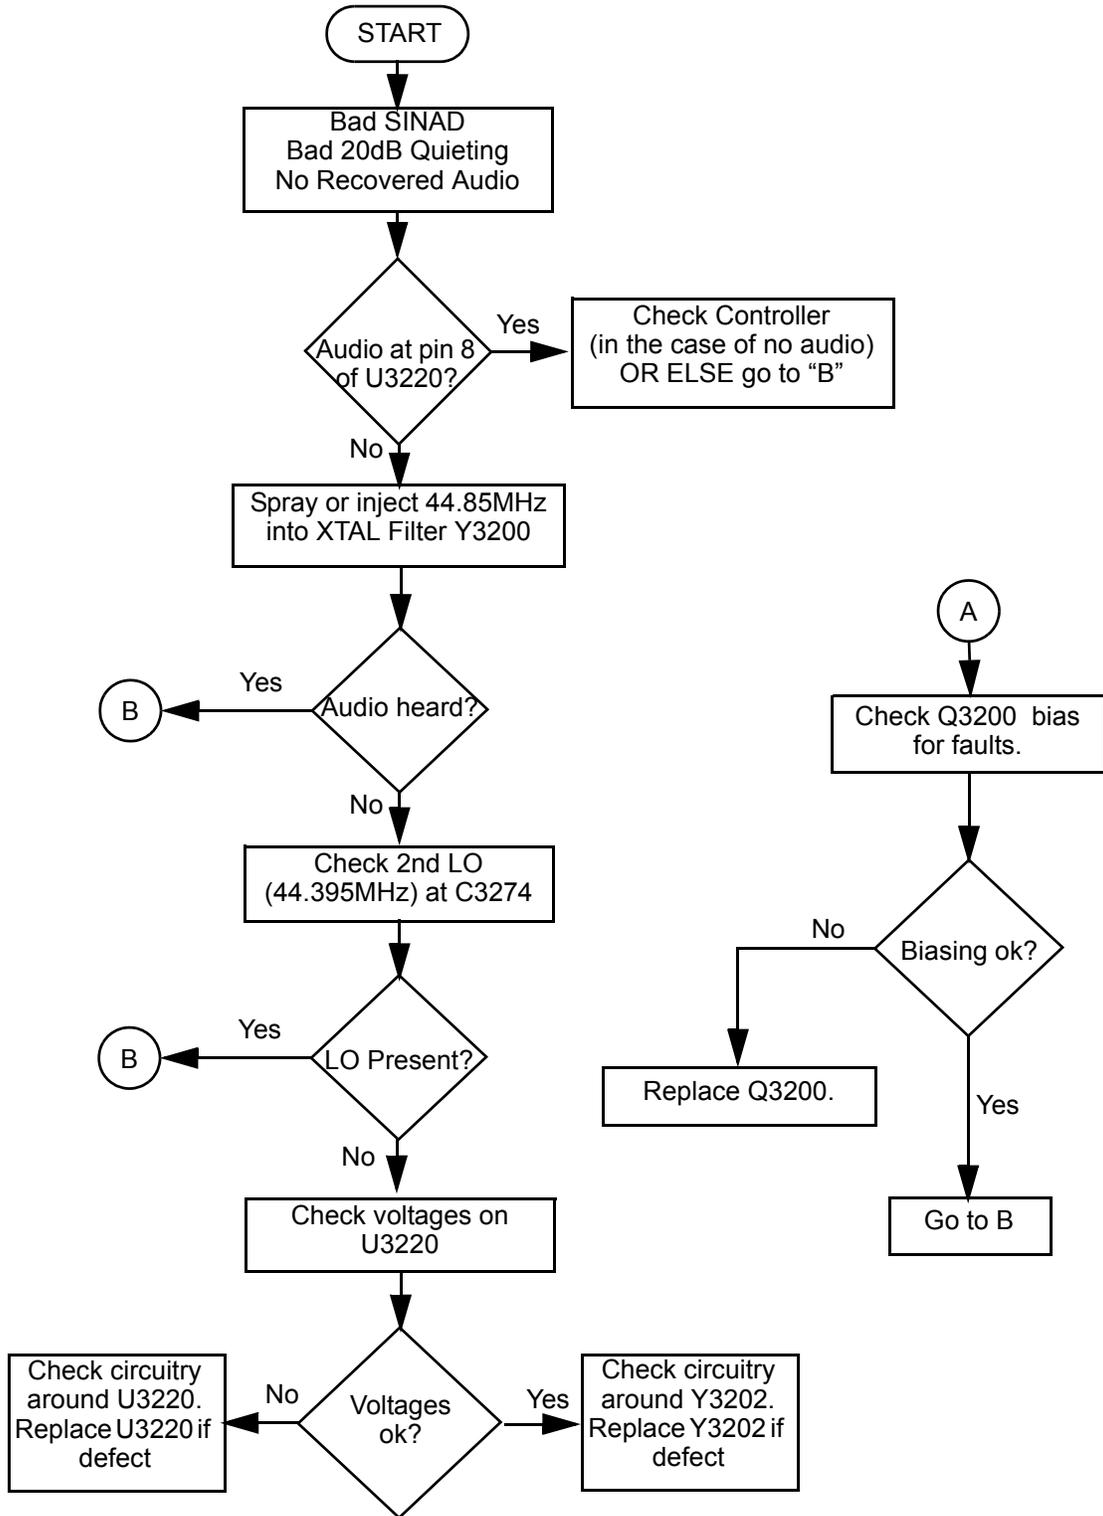 START
Bad SINAD
Bad 20dB Quieting
No Recovered Audio
Audio at pin 8
of U3220?
Yes
Check Controller
(in the case of no audio)
OR ELSE go to “B”
No
Spray or inject 44.85MHz
into XTAL Filter Y3200
Audio heard?
Yes
B
No
Check 2nd LO
(44.395MHz) at C3274
LO Present?
Yes
B
No
Check voltages on
U3220
Voltages
ok?
No
Check circuitry
around U3220.
Replace U3220 if
defect
Yes
Check circuitry
around Y3202.
Replace Y3202 if
defect
A
Check Q3200  bias
for faults.
Biasing ok?
No
Replace Q3200.
Yes
Go to B